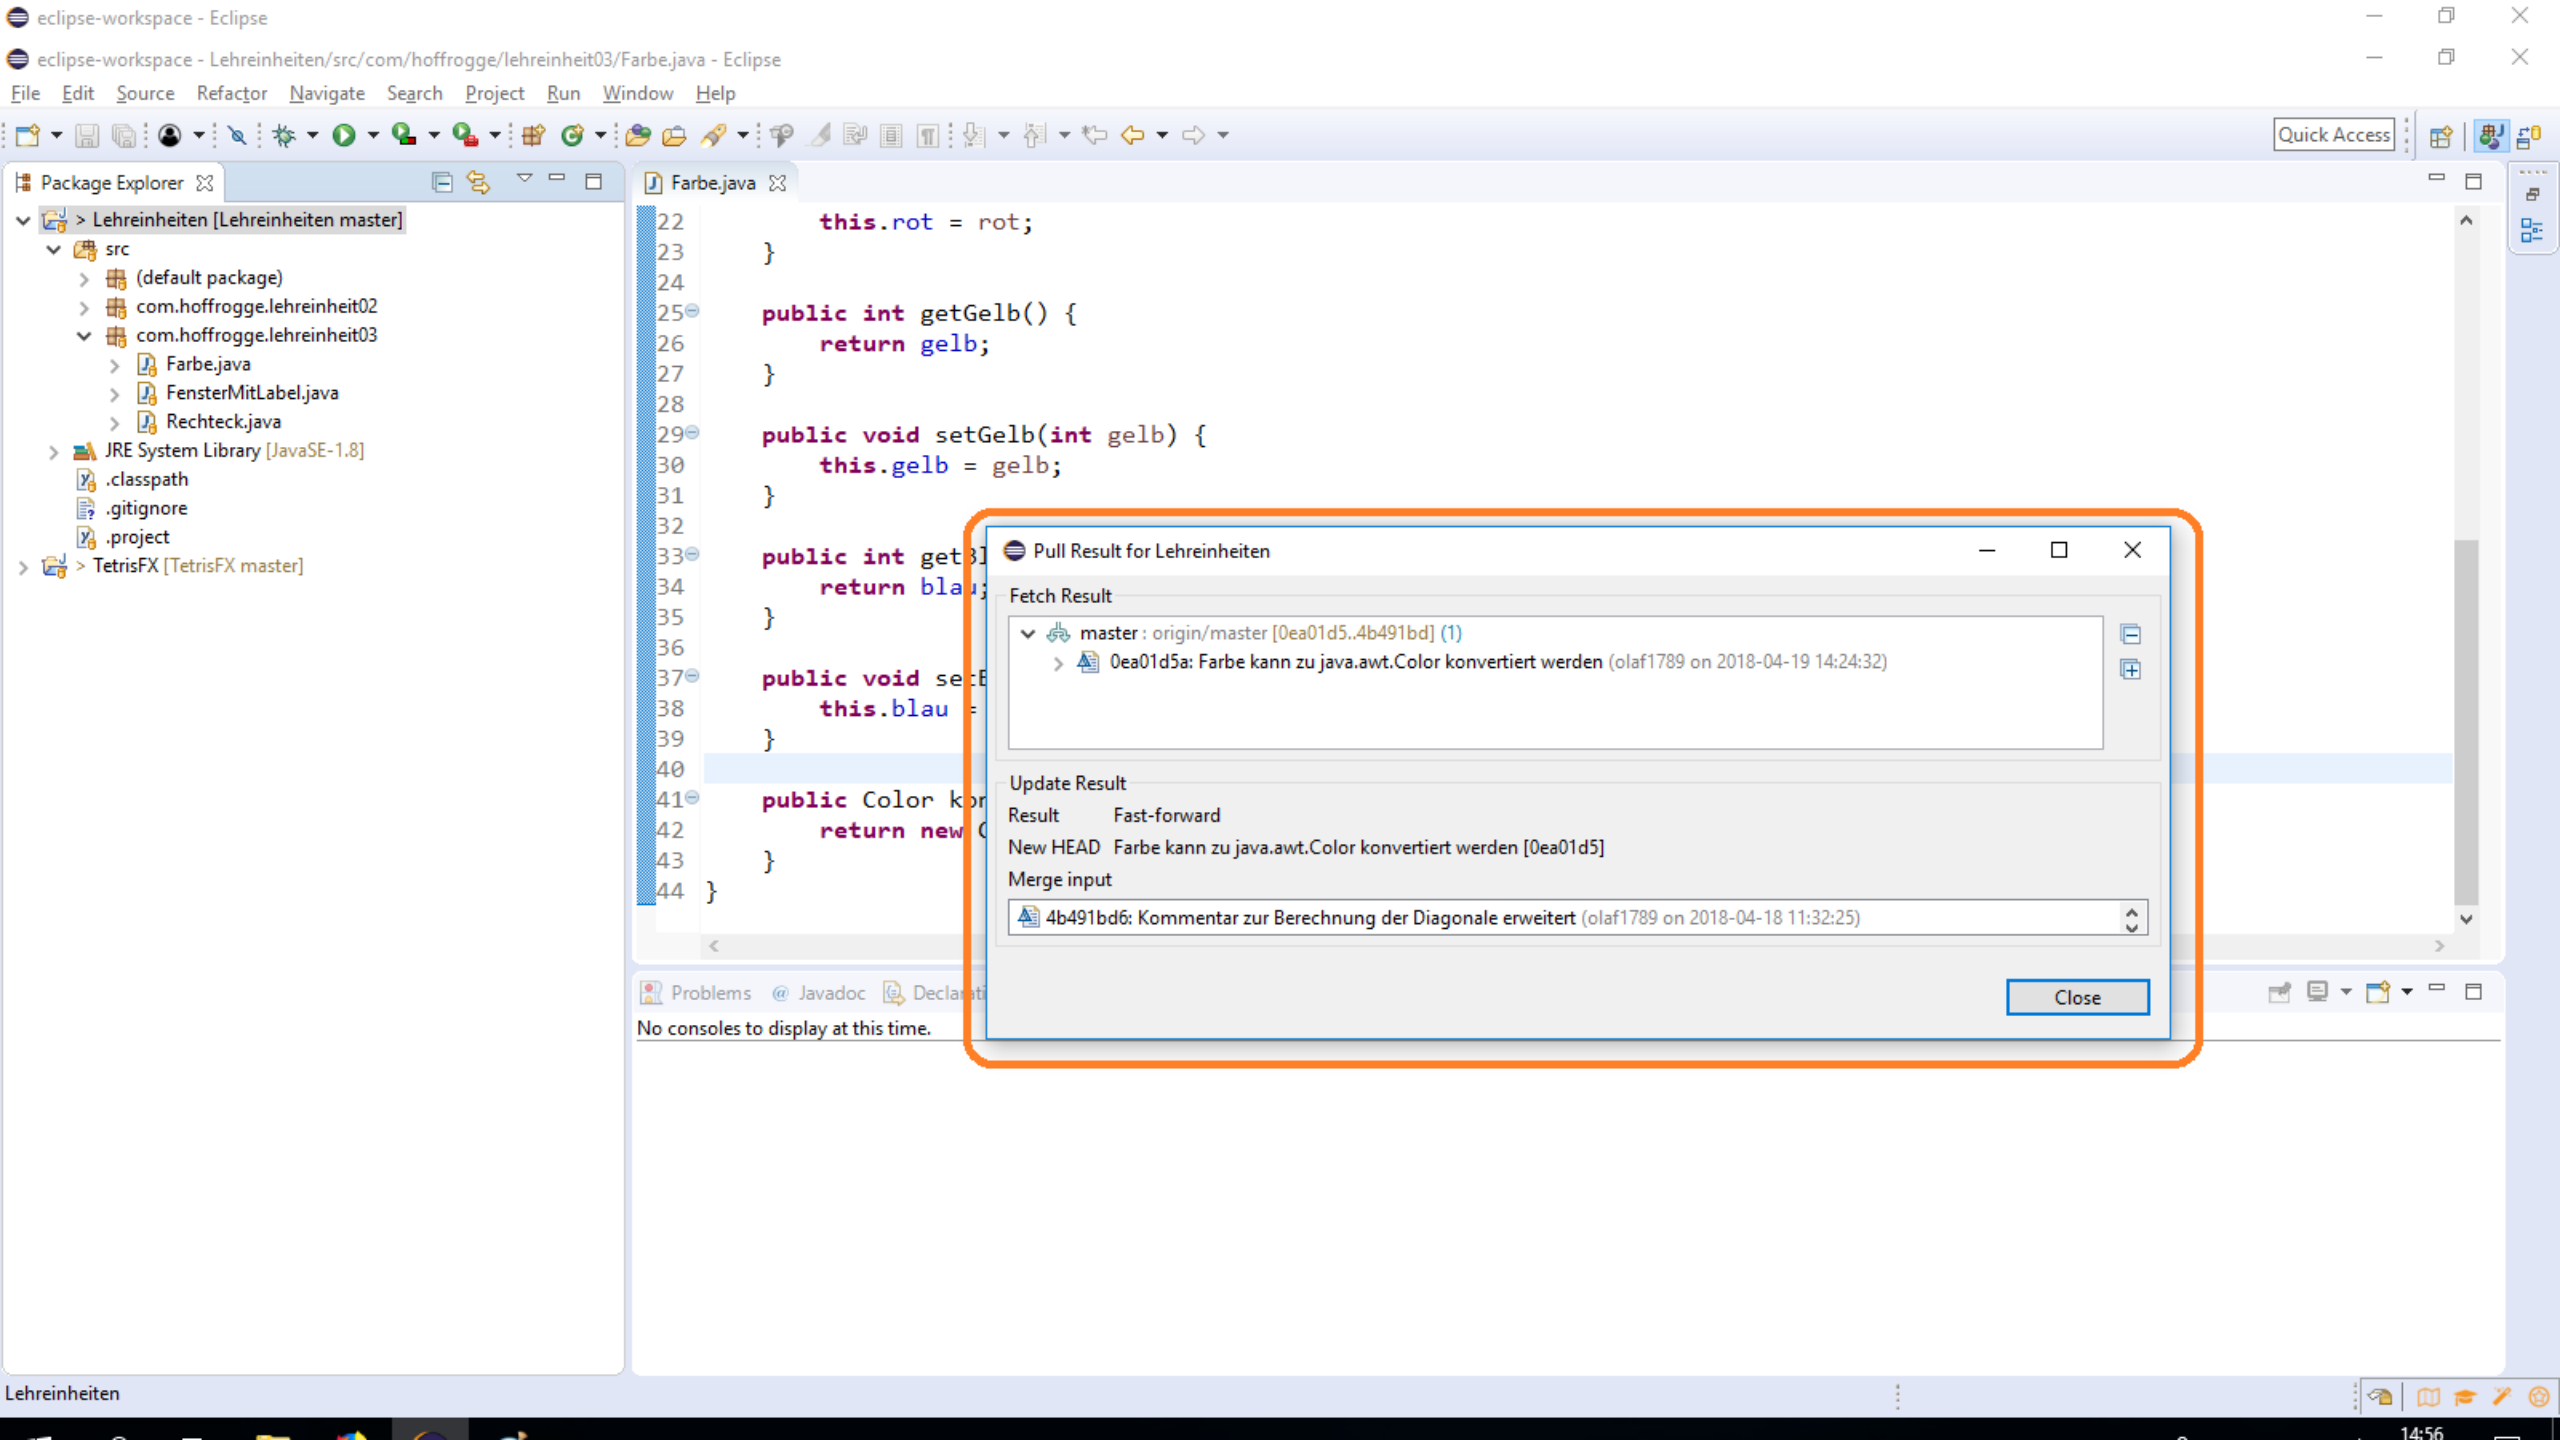 eclipse-workspace - Eclipse
eclipse-workspace - Lehreinheiten/src/com/hoffrogge/lehreinheit03/Farbe.java - Eclipse
File Edit Source Refactor Navigate Search Project Run Window Help
Quick Access
Package Explorer
> Lehreinheiten [Lehreinheiten master]
src
(default package)
com.hoffrogge.lehreinheit02
com.hoffrogge.lehreinheit03
Farbe.java
FensterMitLabel.java
Rechteck.java
JRE System Library [JavaSE-1.8]
.classpath
.gitignore
.project
> TetrisFX [TetrisFX master]
Farbe.java
22 this.rot = rot;
23 }
24
25 public int getGelb() {
26 return gelb;
27 }
28
29 public void setGelb(int gelb) {
30 this.gelb = gelb;
31 }
32
33 public int getBl
34 return blau;
35 }
36
37 public void setB
38 this.blau =
39 }
40
41 public Color kon
42 return new C
43 }
44 }
Pull Result for Lehreinheiten
Fetch Result
master : origin/master [0ea01d5..4b491bd] (1)
0ea01d5a: Farbe kann zu java.awt.Color konvertiert werden (olaf1789 on 2018-04-19 14:24:32)
Update Result
Result Fast-forward
New HEAD Farbe kann zu java.awt.Color konvertiert werden [0ea01d5]
Merge input
4b491bd6: Kommentar zur Berechnung der Diagonale erweitert (olaf1789 on 2018-04-18 11:32:25)
Close
Problems @ Javadoc Declarati
No consoles to display at this time.
Lehreinheiten
14:56